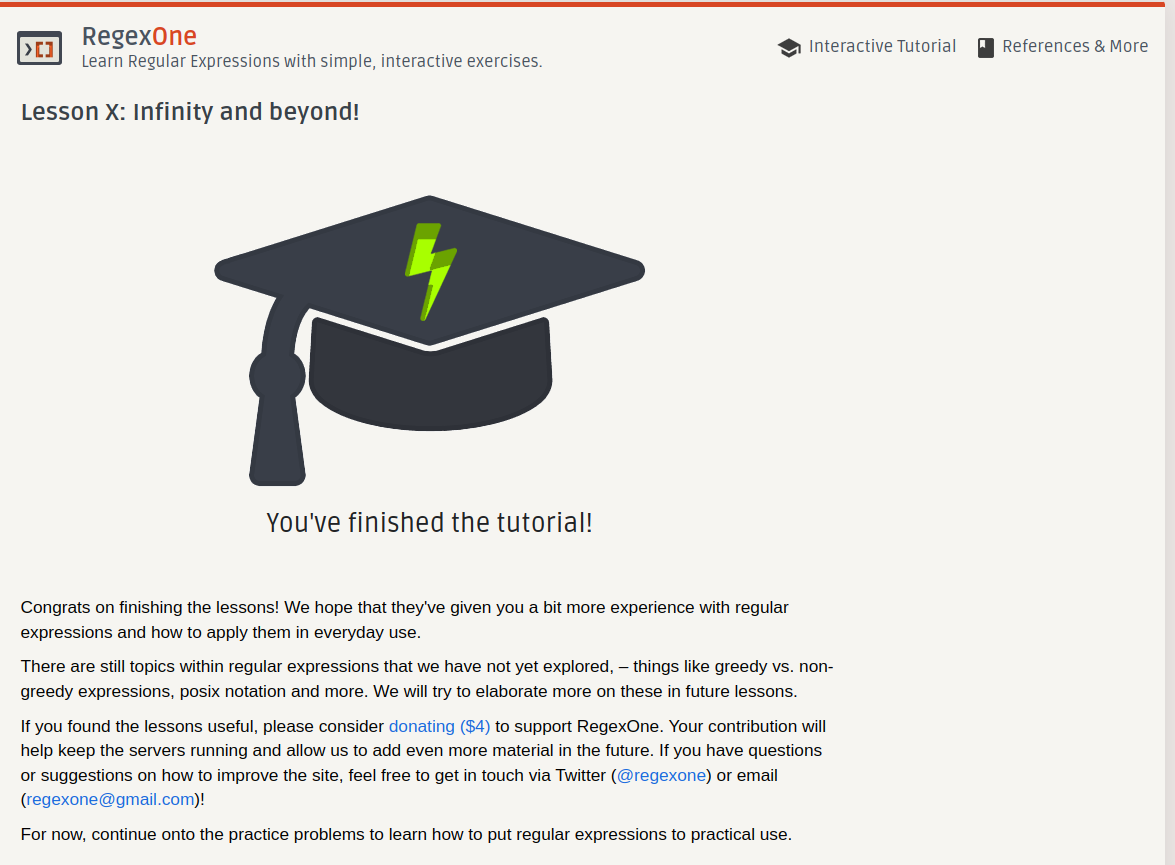 RegexOne
Learn Regular Expressions with simple, interactive exercises.
Interactive Tutorial
References & More
Lesson X: Infinity and beyond!
You've finished the tutorial!
Congrats on finishing the lessons! We hope that they've given you a bit more experience with regular
expressions and how to apply them in everyday use.
There are still topics within regular expressions that we have not yet explored, – things like greedy vs. non-
greedy expressions, posix notation and more. We will try to elaborate more on these in future lessons.
If you found the lessons useful, please consider donating ($4) to support RegexOne. Your contribution will
help keep the servers running and allow us to add even more material in the future. If you have questions
or suggestions on how to improve the site, feel free to get in touch via Twitter (@regexone) or email
(regexone@gmail.com)!
For now, continue onto the practice problems to learn how to put regular expressions to practical use.